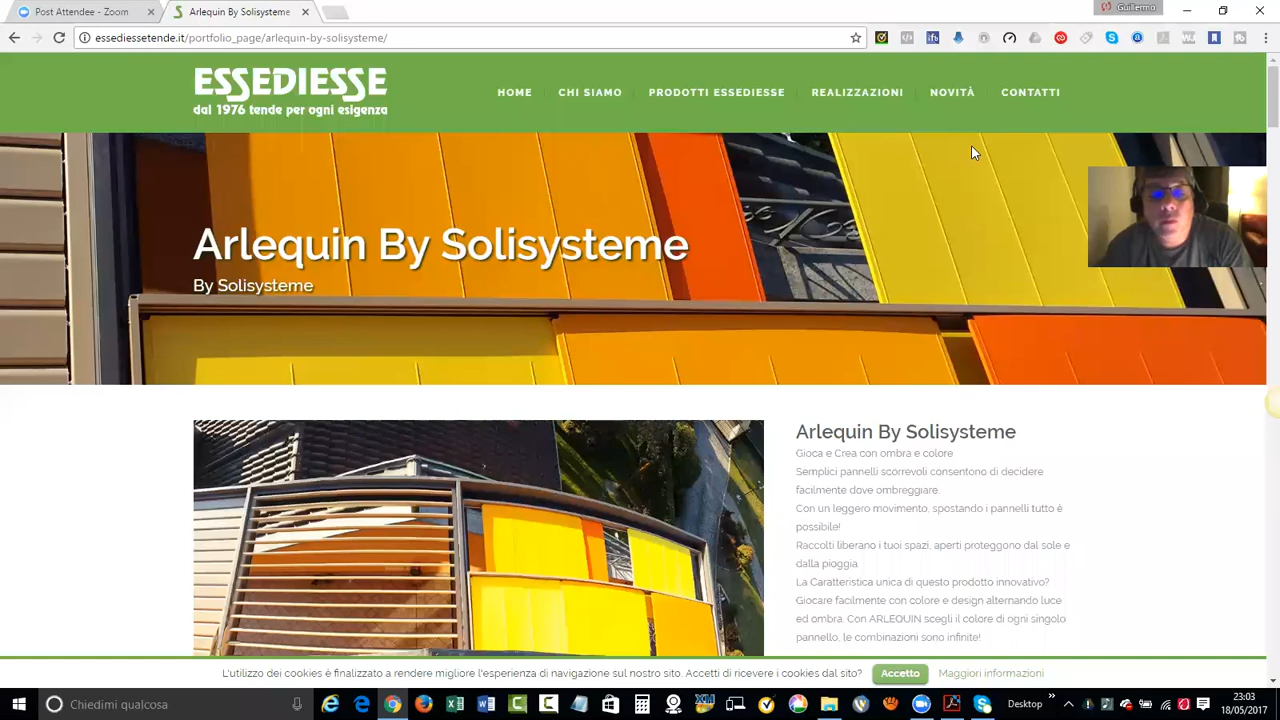 Post Attendee - Zoom
Arlequin By Solisysteme
Guillermo
essediessetende.it/portfolio_page/arlequin-by-solisysteme/
ESSEDIESSE
dal 1976 tende per ogni esigenza
HOME
CHI SIAMO
PRODOTTI ESSEDIESSE
REALIZZAZIONI
NOVITÀ
CONTATTI
Arlequin By Solisysteme
By Solisysteme
Arlequin By Solisysteme
Gioca e Crea con ombra e colore
Semplici pannelli scorrevoli consentono di decidere
facilmente dove ombreggiare.
Con un leggero movimento, spostando i pannelli tutto è
possibile!
Raccolti liberano i tuoi spazi, aperti proteggono dal sole e
dalla pioggia
La Caratteristica unica di questo prodotto innovativo?
Giocare facilmente con colore e design alternando luce
ed ombra. Con ARLEQUIN scegli il colore di ogni singolo
pannello, le combinazioni sono infinite!
L'utilizzo dei cookies è finalizzato a rendere migliore l'esperienza di navigazione sul nostro sito. Accetti di ricevere i cookies dal sito?
Accetto
Maggiori informazioni
Chiedimi qualcosa
Desktop
23:03
18/05/2017